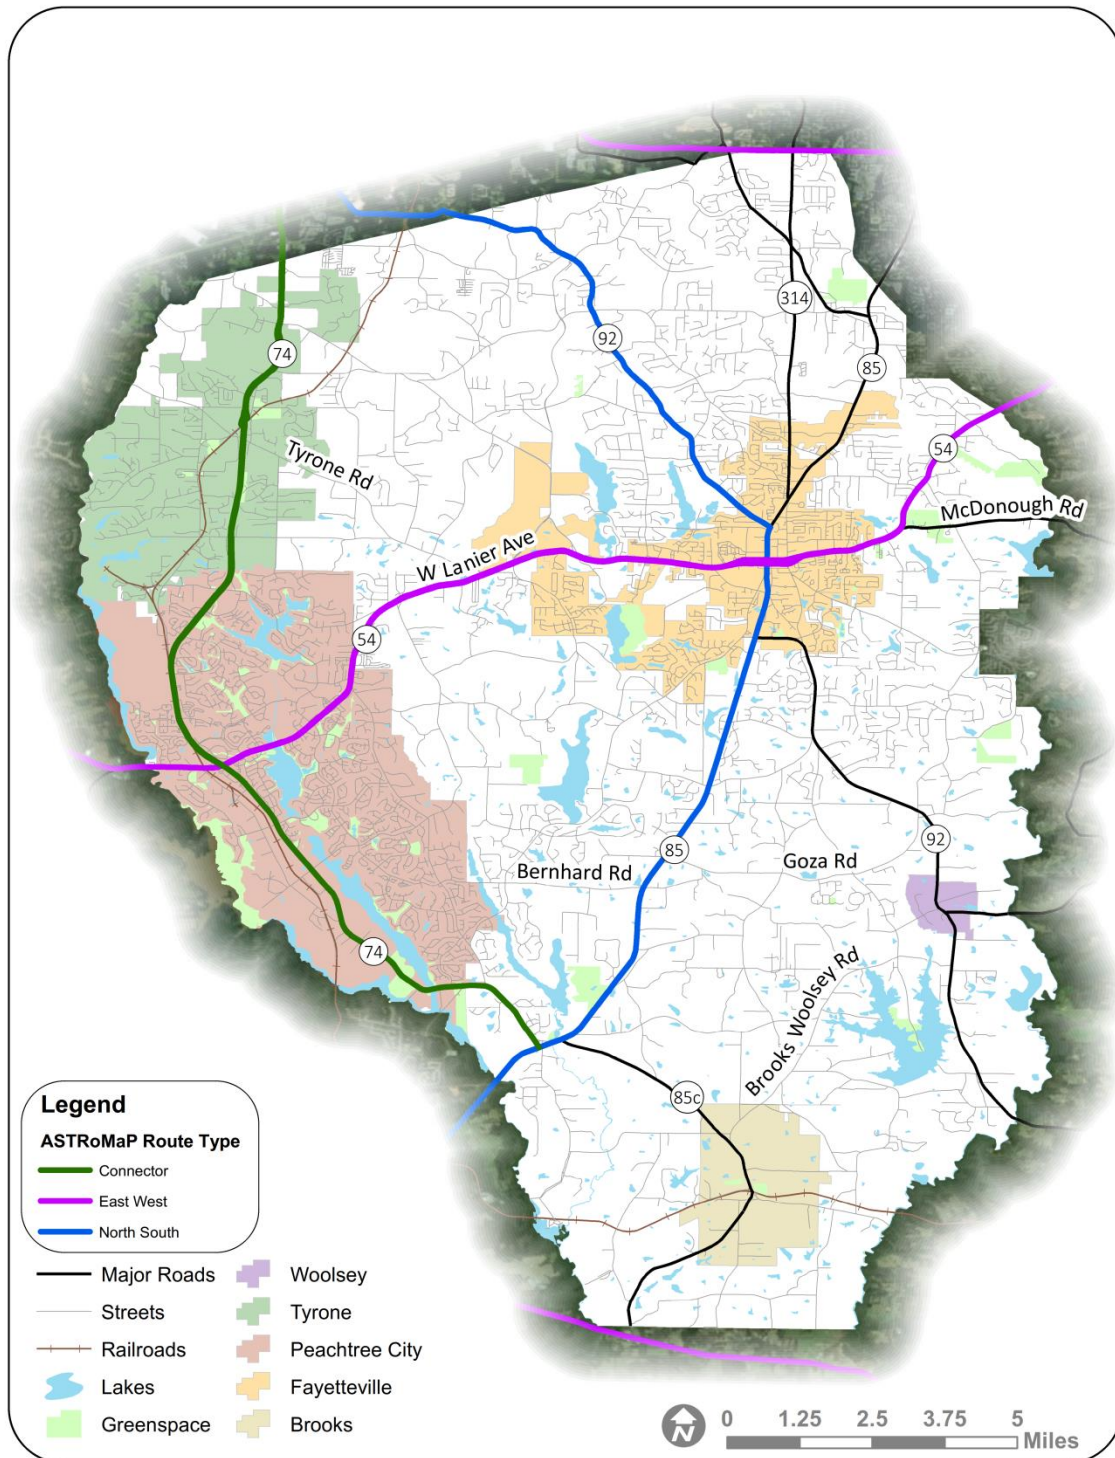 314
92
74
85
54
Tyrone Rd
McDonough Rd
W Lanier Ave
54
85
Goza Rd
92
Bernhard Rd
74
Brooks Woolsey Rd
85c
Legend
ASTRoMaP Route Type
Connector
East West
North South
Major Roads
Streets
Railroads
Lakes
Greenspace
Woolsey
Tyrone
Peachtree City
Fayetteville
Brooks
N
0 1.25 2.5 3.75 5
Miles